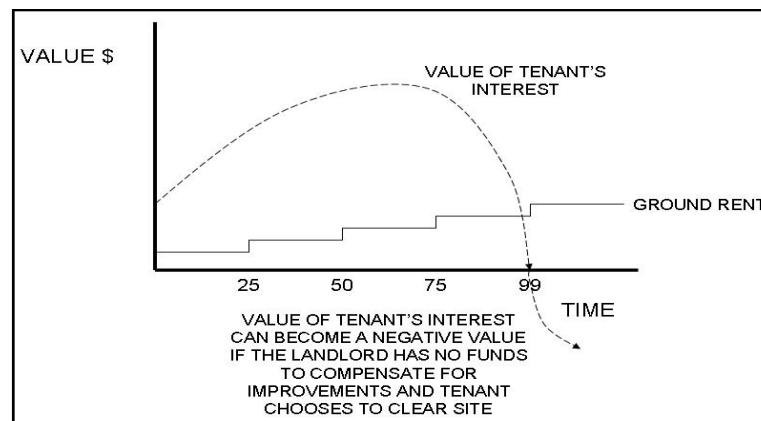 VALUE $
VALUE OF TENANT'S
INTEREST
GROUND RENT
25
50
75
99
TIME
VALUE OF TENANT'S INTEREST
CAN BECOME A NEGATIVE VALUE
IF THE LANDLORD HAS NO FUNDS
TO COMPENSATE FOR
IMPROVEMENTS AND TENANT
CHOOSES TO CLEAR SITE